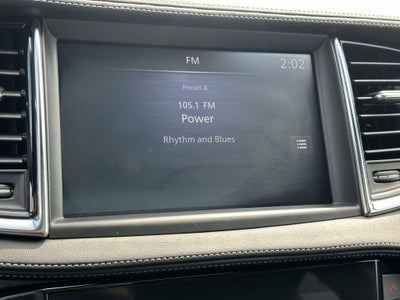 FM
2:02
Preset 4
105.1 FM
Power
Rhythm and Blues